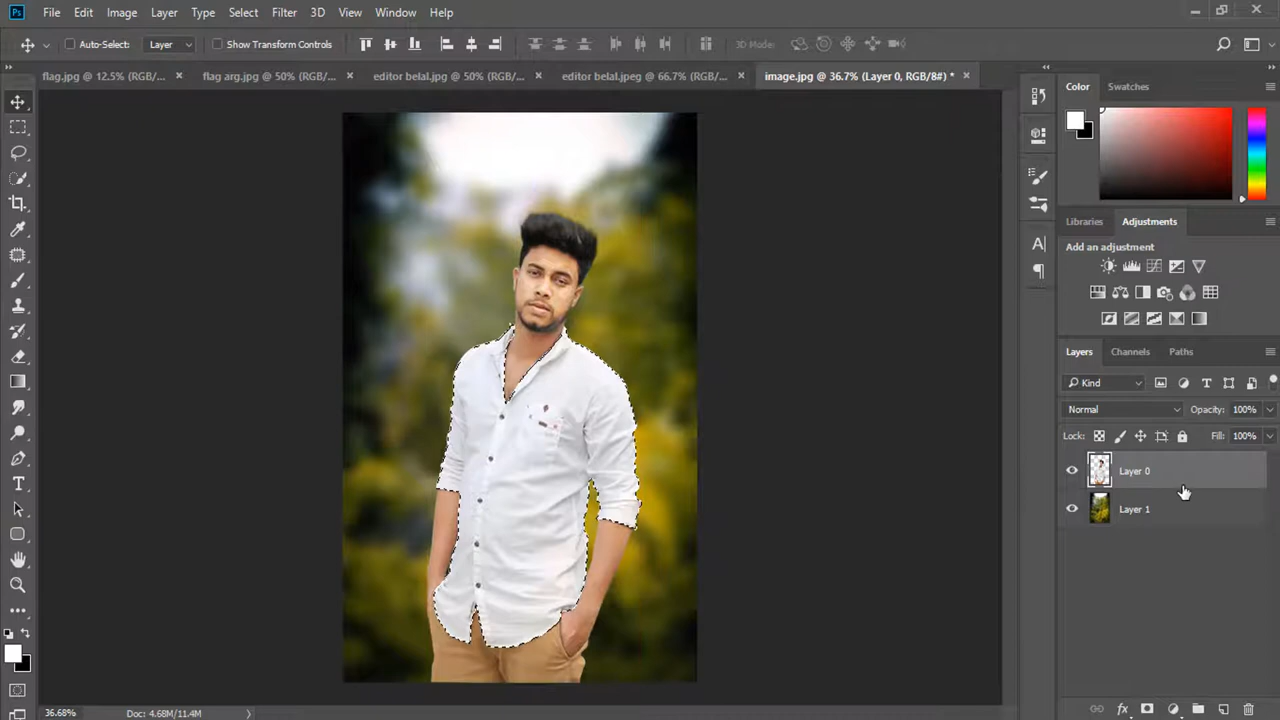 Ps File Edit Image Layer Type Select Filter 3D View Window Help
Auto-Select: Layer Show Transform Controls 3D Mode:
flag.jpg @ 12.5% (RGB/... × flag arg.jpg @ 50% (RGB/... × editor belal.jpg @ 50% (RGB/... × editor belal.jpeg @ 66.7% (RGB/... × image.jpg @ 36.7% (Layer 0, RGB/8#) * ×
Color Swatches
Libraries Adjustments
Add an adjustment
Layers Channels Paths
Kind
Normal Opacity: 100%
Lock: Fill: 100%
Layer 0
Layer 1
36.68% Doc: 4.68M/11.4M